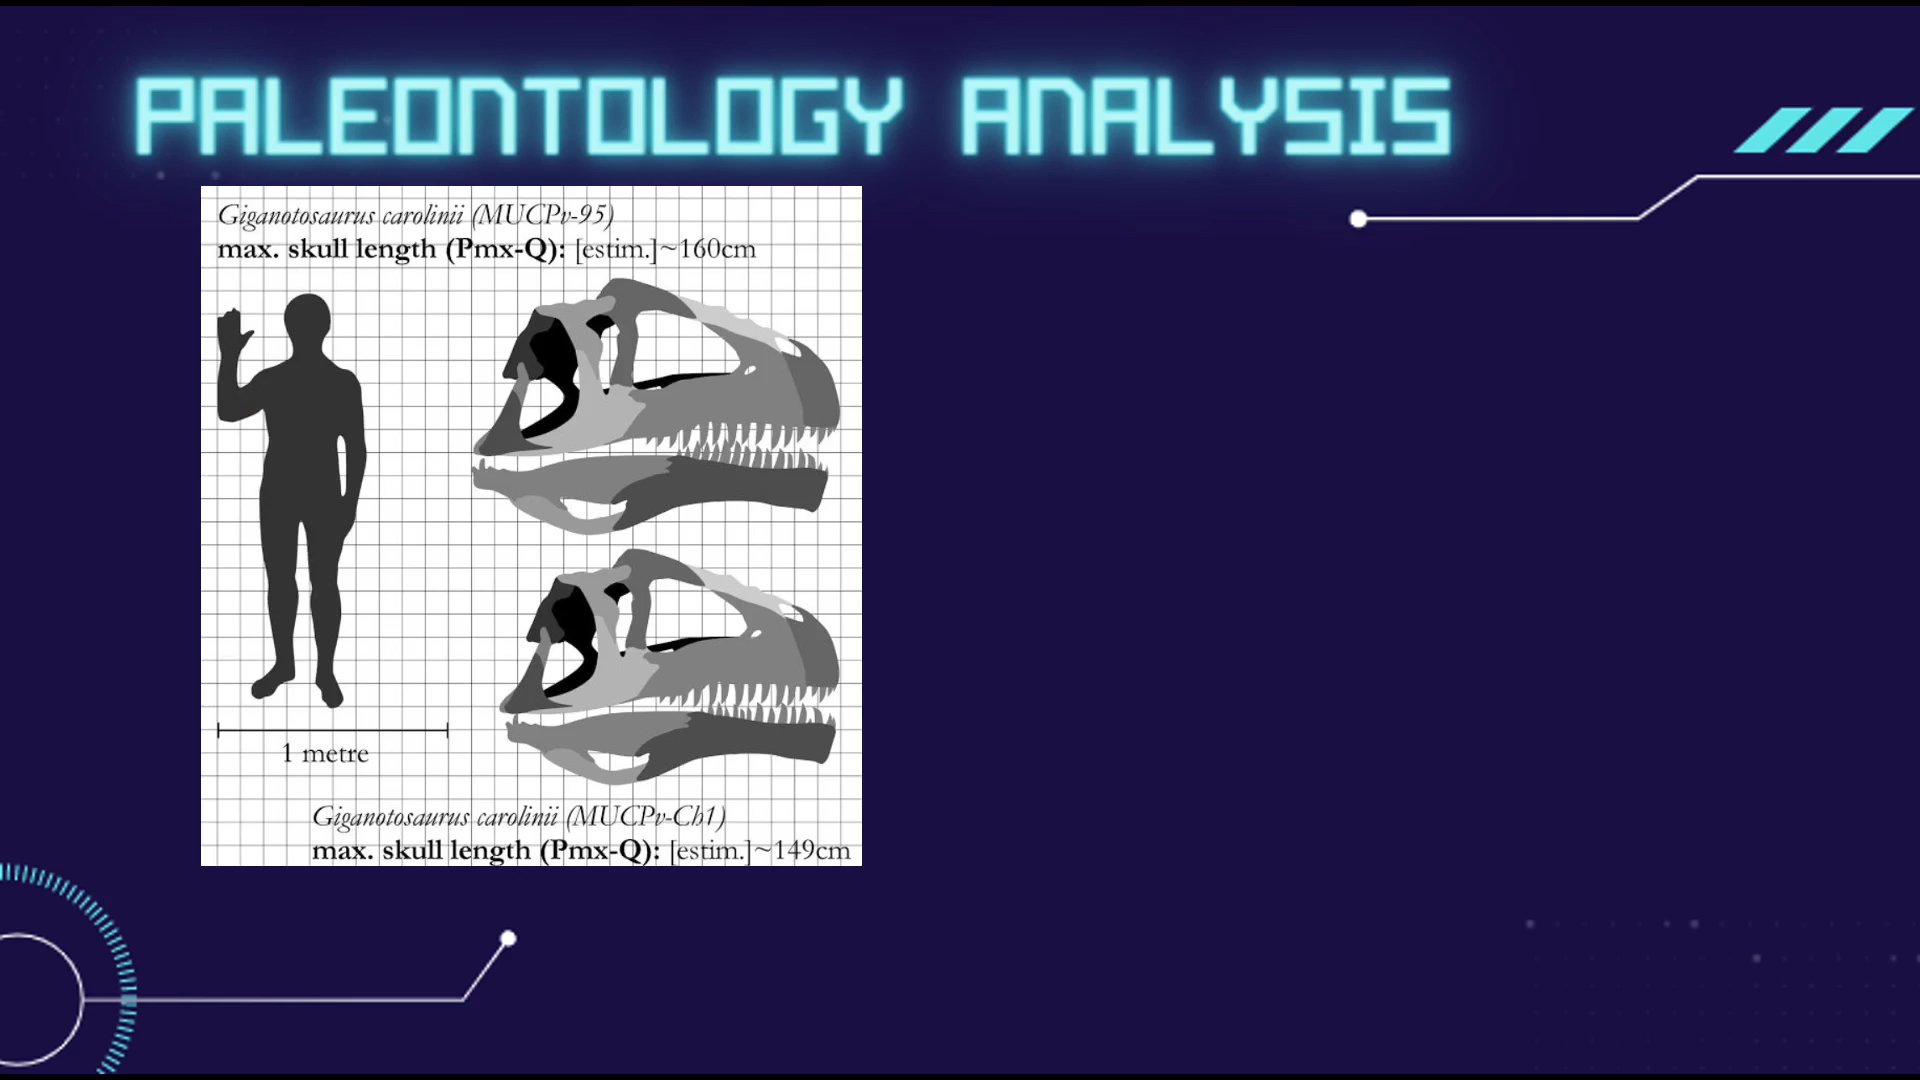 PALEONTOLOGY ANALYSIS
Giganotosaurus carolinii (MUCPv-95)
max. skull length (Pmx-Q): [estim.]~160cm
1 metre
Giganotosaurus carolinii (MUCPv-Ch1)
max. skull length (Pmx-Q): [estim.]~149cm